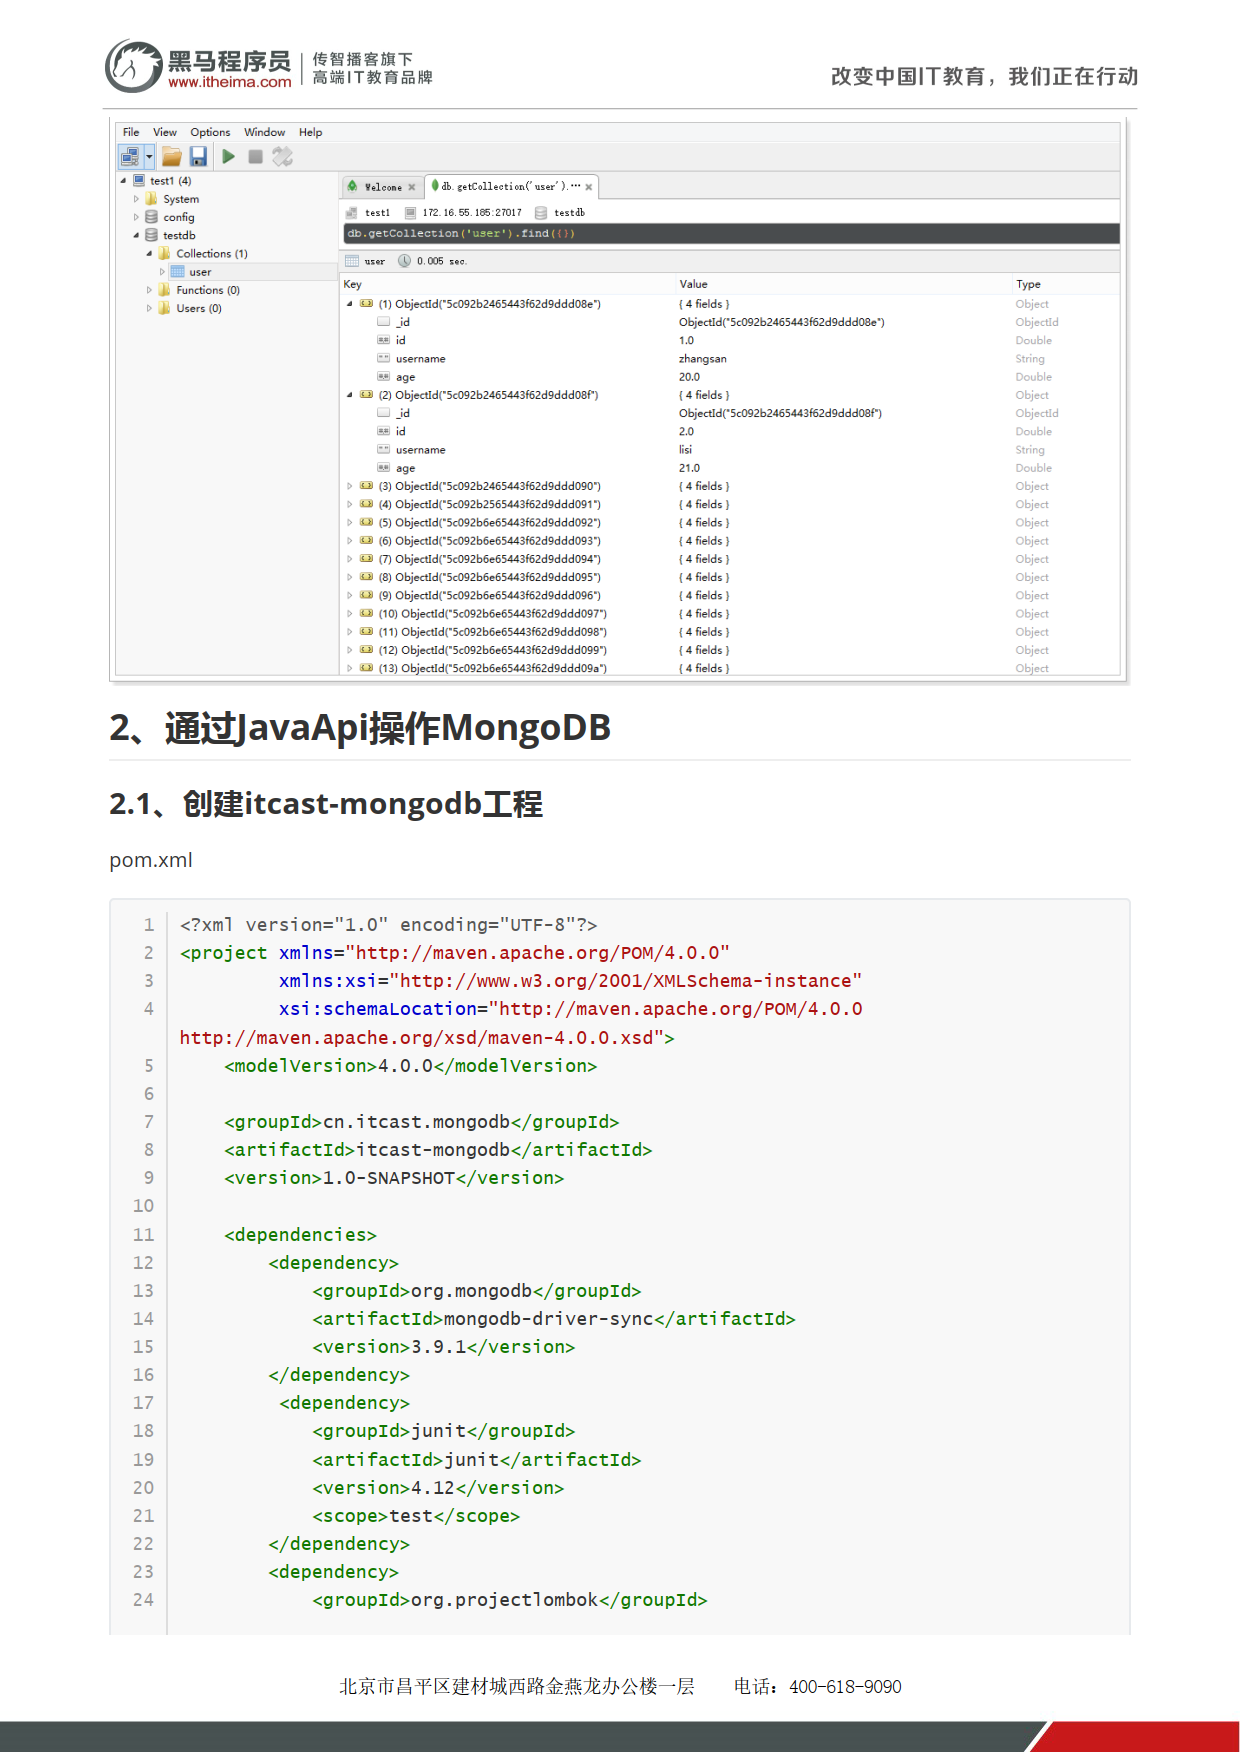 黑马程序员
www.itheima.com
传智播客旗下
高端IT教育品牌
改变中国IT教育，我们正在行动
File View Options Window Help
test1 (4)
System
config
testdb
Collections (1)
user
Functions (0)
Users (0)
Welcome
db.getCollection('user').···
test1 172.16.55.185:27017 testdb
db.getCollection('user').find({})
user 0.005 sec.
Key Value Type
(1) ObjectId("5c092b2465443f62d9ddd08e") { 4 fields } Object
_id ObjectId("5c092b2465443f62d9ddd08e") ObjectId
id 1.0 Double
username zhangsan String
age 20.0 Double
(2) ObjectId("5c092b2465443f62d9ddd08f") { 4 fields } Object
_id ObjectId("5c092b2465443f62d9ddd08f") ObjectId
id 2.0 Double
username lisi String
age 21.0 Double
(3) ObjectId("5c092b2465443f62d9ddd090") { 4 fields } Object
(4) ObjectId("5c092b2565443f62d9ddd091") { 4 fields } Object
(5) ObjectId("5c092b6e65443f62d9ddd092") { 4 fields } Object
(6) ObjectId("5c092b6e65443f62d9ddd093") { 4 fields } Object
(7) ObjectId("5c092b6e65443f62d9ddd094") { 4 fields } Object
(8) ObjectId("5c092b6e65443f62d9ddd095") { 4 fields } Object
(9) ObjectId("5c092b6e65443f62d9ddd096") { 4 fields } Object
(10) ObjectId("5c092b6e65443f62d9ddd097") { 4 fields } Object
(11) ObjectId("5c092b6e65443f62d9ddd098") { 4 fields } Object
(12) ObjectId("5c092b6e65443f62d9ddd099") { 4 fields } Object
(13) ObjectId("5c092b6e65443f62d9ddd09a") { 4 fields } Object
2、通过JavaApi操作MongoDB
2.1、创建itcast-mongodb工程
pom.xml
1 <?xml version="1.0" encoding="UTF-8"?>
2 <project xmlns="http://maven.apache.org/POM/4.0.0"
3 xmlns:xsi="http://www.w3.org/2001/XMLSchema-instance"
4 xsi:schemaLocation="http://maven.apache.org/POM/4.0.0
http://maven.apache.org/xsd/maven-4.0.0.xsd">
5 <modelVersion>4.0.0</modelVersion>
6
7 <groupId>cn.itcast.mongodb</groupId>
8 <artifactId>itcast-mongodb</artifactId>
9 <version>1.0-SNAPSHOT</version>
10
11 <dependencies>
12 <dependency>
13 <groupId>org.mongodb</groupId>
14 <artifactId>mongodb-driver-sync</artifactId>
15 <version>3.9.1</version>
16 </dependency>
17 <dependency>
18 <groupId>junit</groupId>
19 <artifactId>junit</artifactId>
20 <version>4.12</version>
21 <scope>test</scope>
22 </dependency>
23 <dependency>
24 <groupId>org.projectlombok</groupId>
北京市昌平区建材城西路金燕龙办公楼一层 电话：400-618-9090